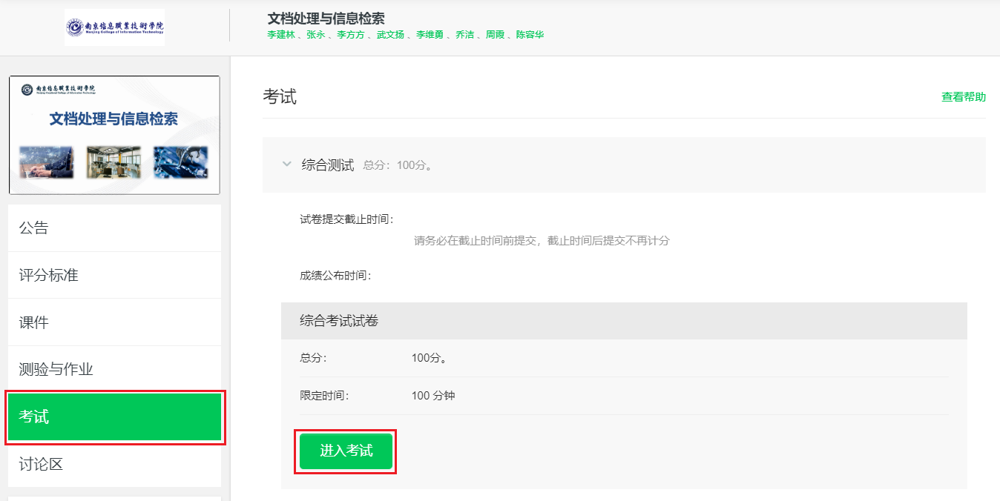 南京信息職業技術學院
Nanjing College of Information Technology
文档处理与信息检索
李建林 、张永 、李方方 、武文扬 、李维勇 、乔洁 、周霞 、陈容华
南京信息職業技術學院
Nanjing Vocational College of Information Technology
文档处理与信息检索
公告
评分标准
课件
测验与作业
考试
讨论区
考试
查看帮助
综合测试 总分：100分。
试卷提交截止时间：
请务必在截止时间前提交，截止时间后提交不再计分
成绩公布时间：
综合考试试卷
总分： 100分。
限定时间： 100 分钟
进入考试